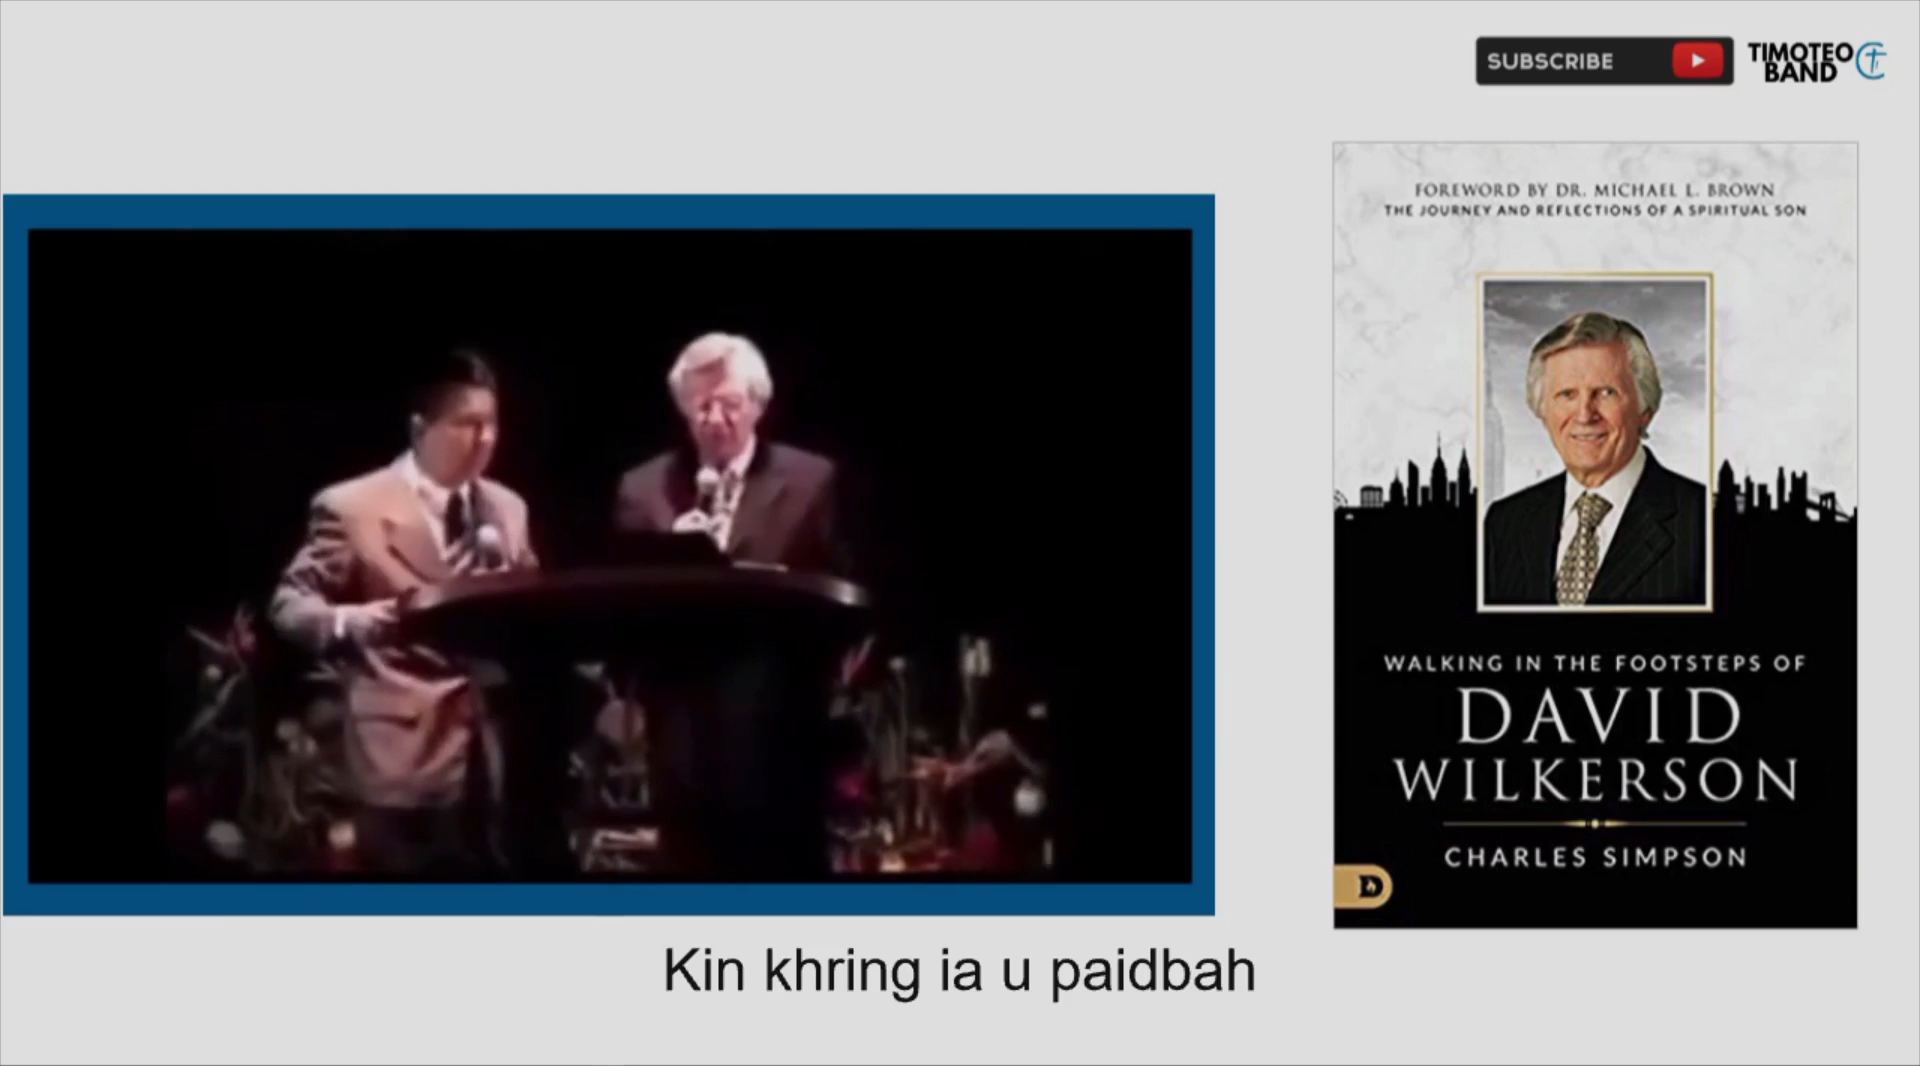 SUBSCRIBE
TIMOTEO
BAND
FOREWORD BY DR. MICHAEL L. BROWN
THE JOURNEY AND REFLECTIONS OF A SPIRITUAL SON
WALKING IN THE FOOTSTEPS OF
DAVID
WILKERSON
CHARLES SIMPSON
D
Kin khring ia u paidbah